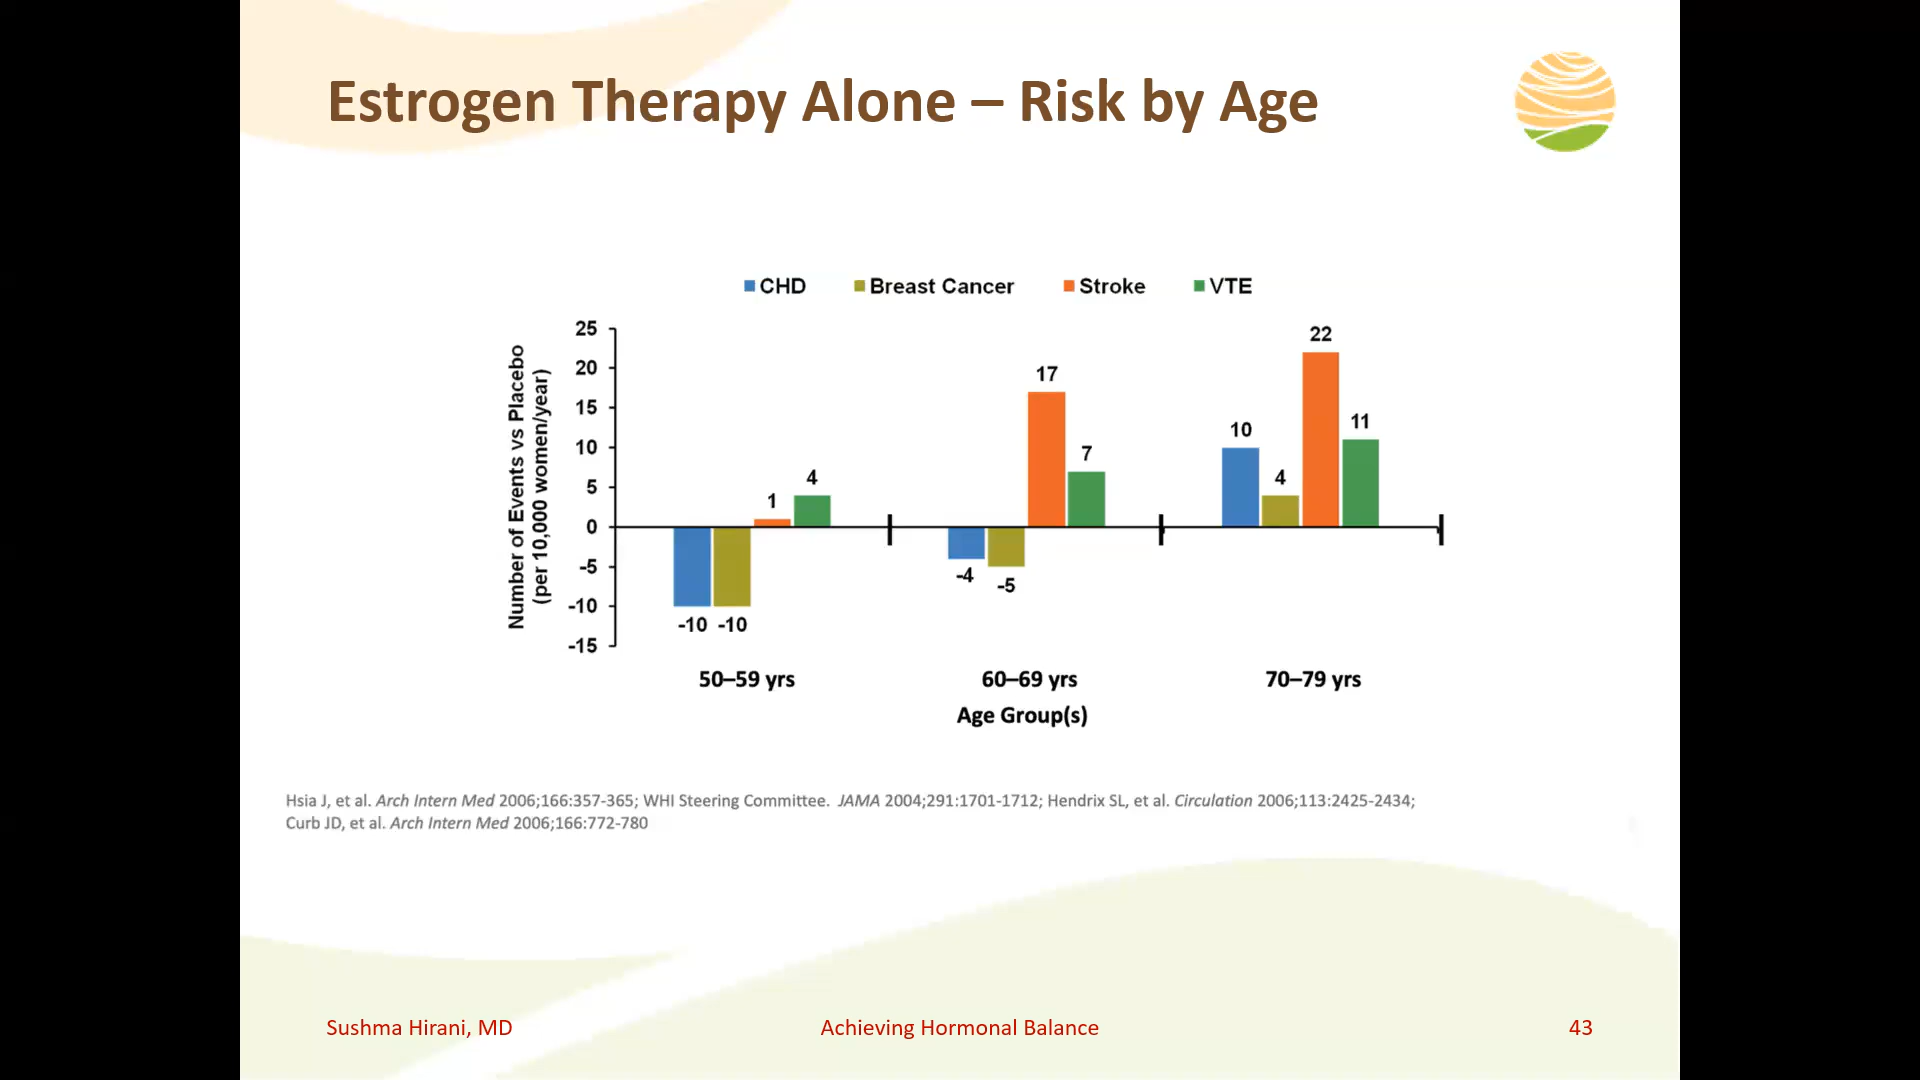 Estrogen Therapy Alone – Risk by Age
CHD Breast Cancer Stroke VTE
Number of Events vs Placebo
(per 10,000 women/year)
25
20
15
10
5
0
-5
-10
-15
-10 -10 1 4
-4 -5 17 7
10 4 22 11
50–59 yrs 60–69 yrs 70–79 yrs
Age Group(s)
Hsia J, et al. Arch Intern Med 2006;166:357-365; WHI Steering Committee. JAMA 2004;291:1701-1712; Hendrix SL, et al. Circulation 2006;113:2425-2434;
Curb JD, et al. Arch Intern Med 2006;166:772-780
Sushma Hirani, MD Achieving Hormonal Balance 43